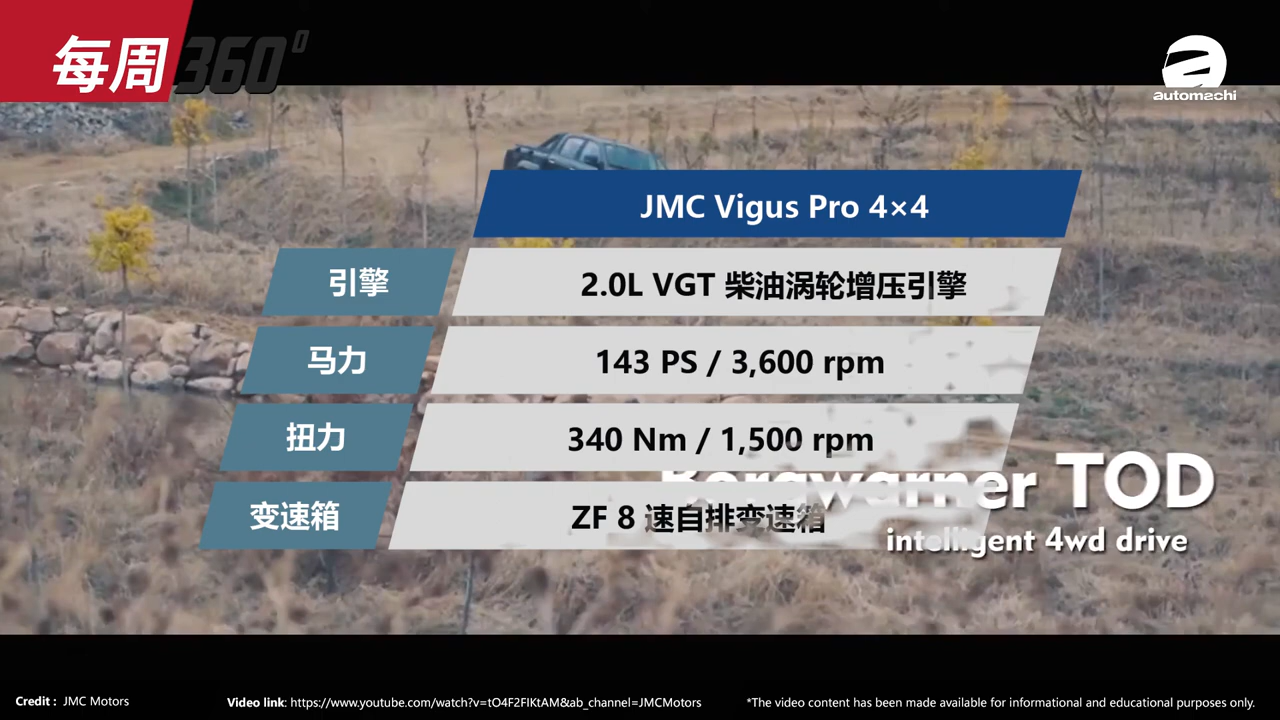 每周360°
automachi
JMC Vigus Pro 4×4
引擎
2.0L VGT 柴油涡轮增压引擎
马力
143 PS / 3,600 rpm
扭力
340 Nm / 1,500 rpm
Borgwarner TOD
变速箱
ZF 8 速自排变速箱
intelligent 4wd drive
Credit : JMC Motors
Video link: https://www.youtube.com/watch?v=tO4F2FIKtAM&ab_channel=JMCMotors
*The video content has been made available for informational and educational purposes only.